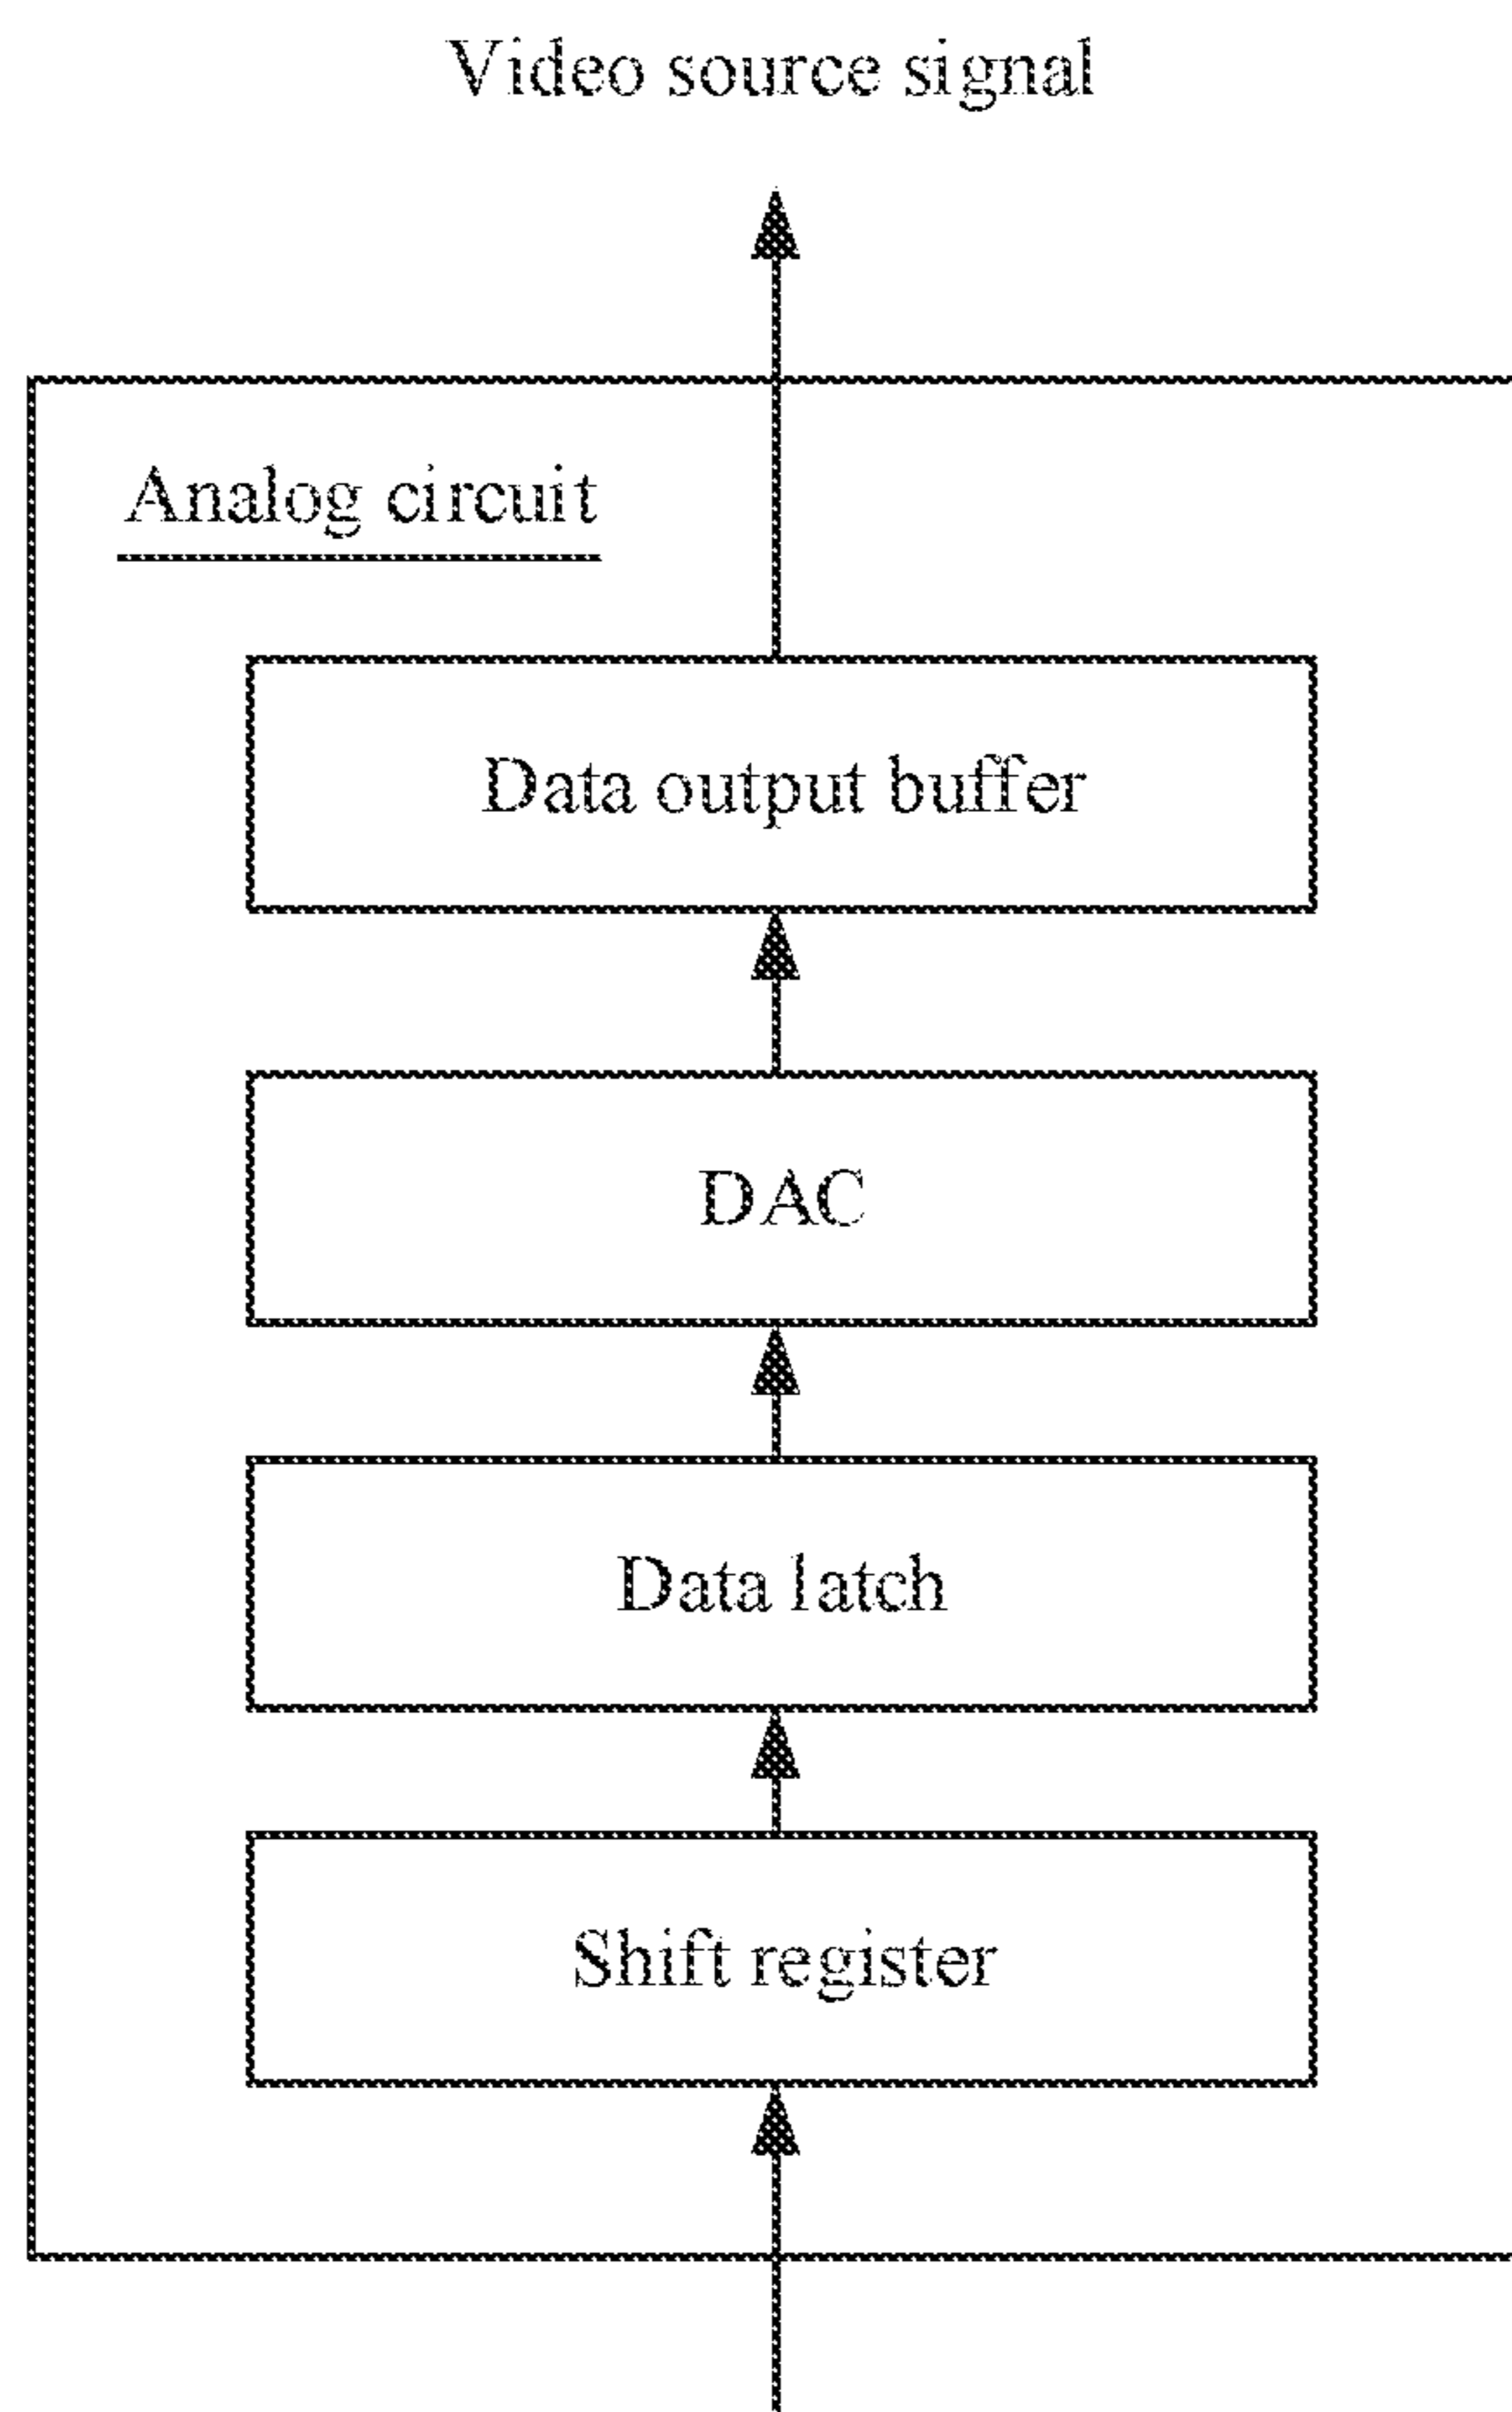 Video source signal
Analog circuit
Data output buffer
DAC
Data latch
Shift register